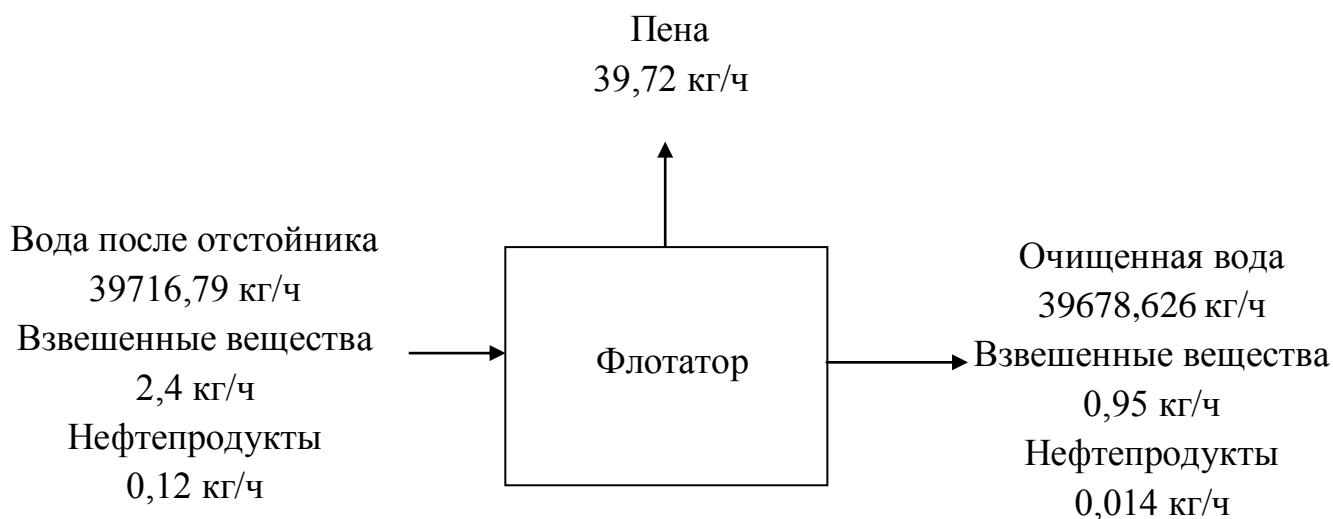 Пена
39,72 кг/ч
Вода после отстойника
39716,79 кг/ч
Взвешенные вещества
2,4 кг/ч
Нефтепродукты
0,12 кг/ч
Флотатор
Очищенная вода
39678,626 кг/ч
Взвешенные вещества
0,95 кг/ч
Нефтепродукты
0,014 кг/ч